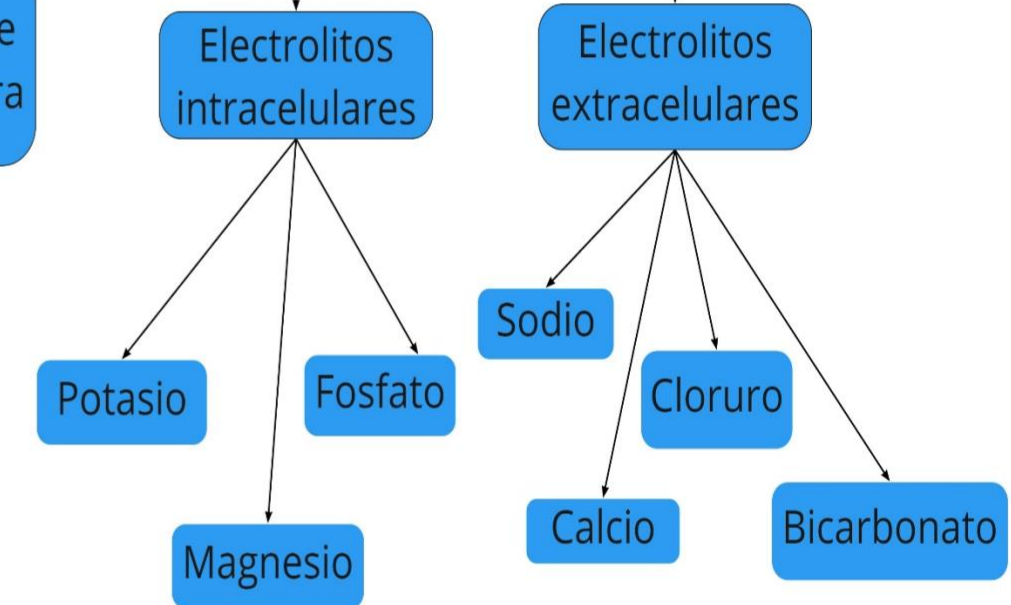 Electrolitos
intracelulares
Electrolitos
extracelulares
Sodio
Potasio
Fosfato
Cloruro
Calcio
Bicarbonato
Magnesio